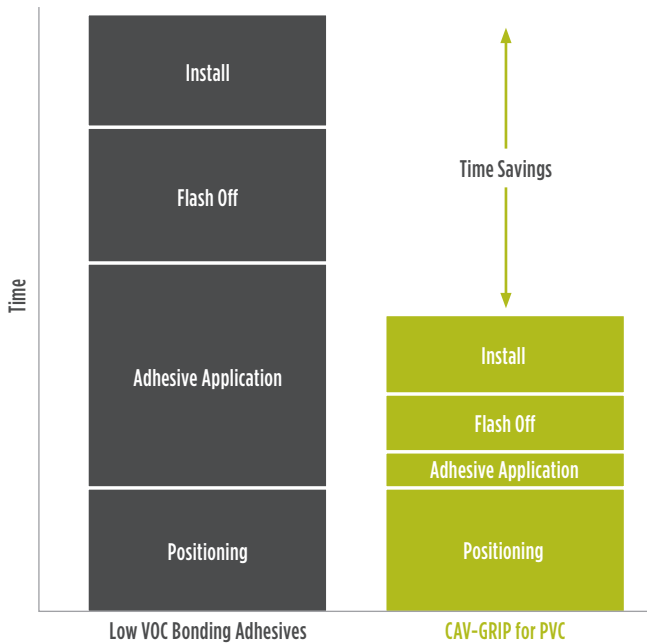 Time
Install
Flash Off
Adhesive Application
Positioning
Low VOC Bonding Adhesives
Time Savings
Install
Flash Off
Adhesive Application
Positioning
CAV-GRIP for PVC